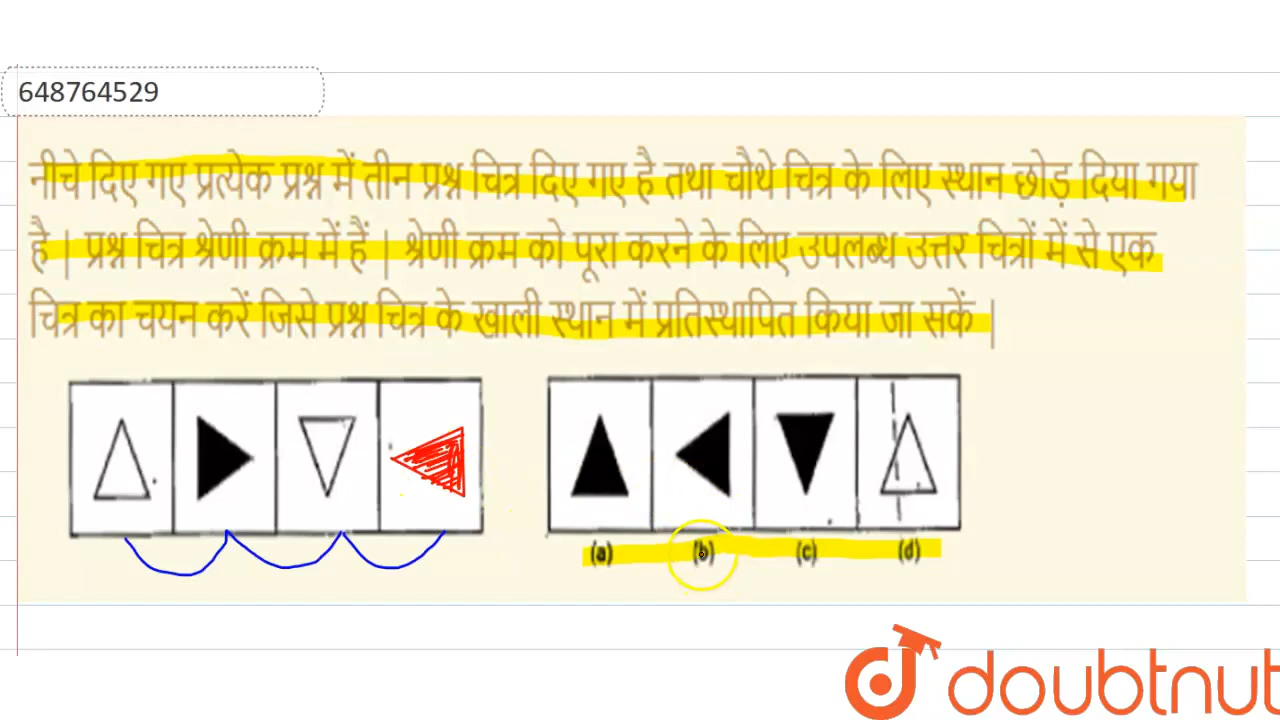 648764529
नीचे दिए गए प्रत्येक प्रश्न में तीन प्रश्न चित्र दिए गए है तथा चौथे चित्र के लिए स्थान छोड़ दिया गया
है | प्रश्न चित्र श्रेणी क्रम में हैं | श्रेणी क्रम को पूरा करने के लिए उपलब्ध उत्तर चित्रों में से एक
चित्र का चयन करें जिसे प्रश्न चित्र के खाली स्थान में प्रतिस्थापित किया जा सकें |
(a) (b) (c) (d)
doubtnut